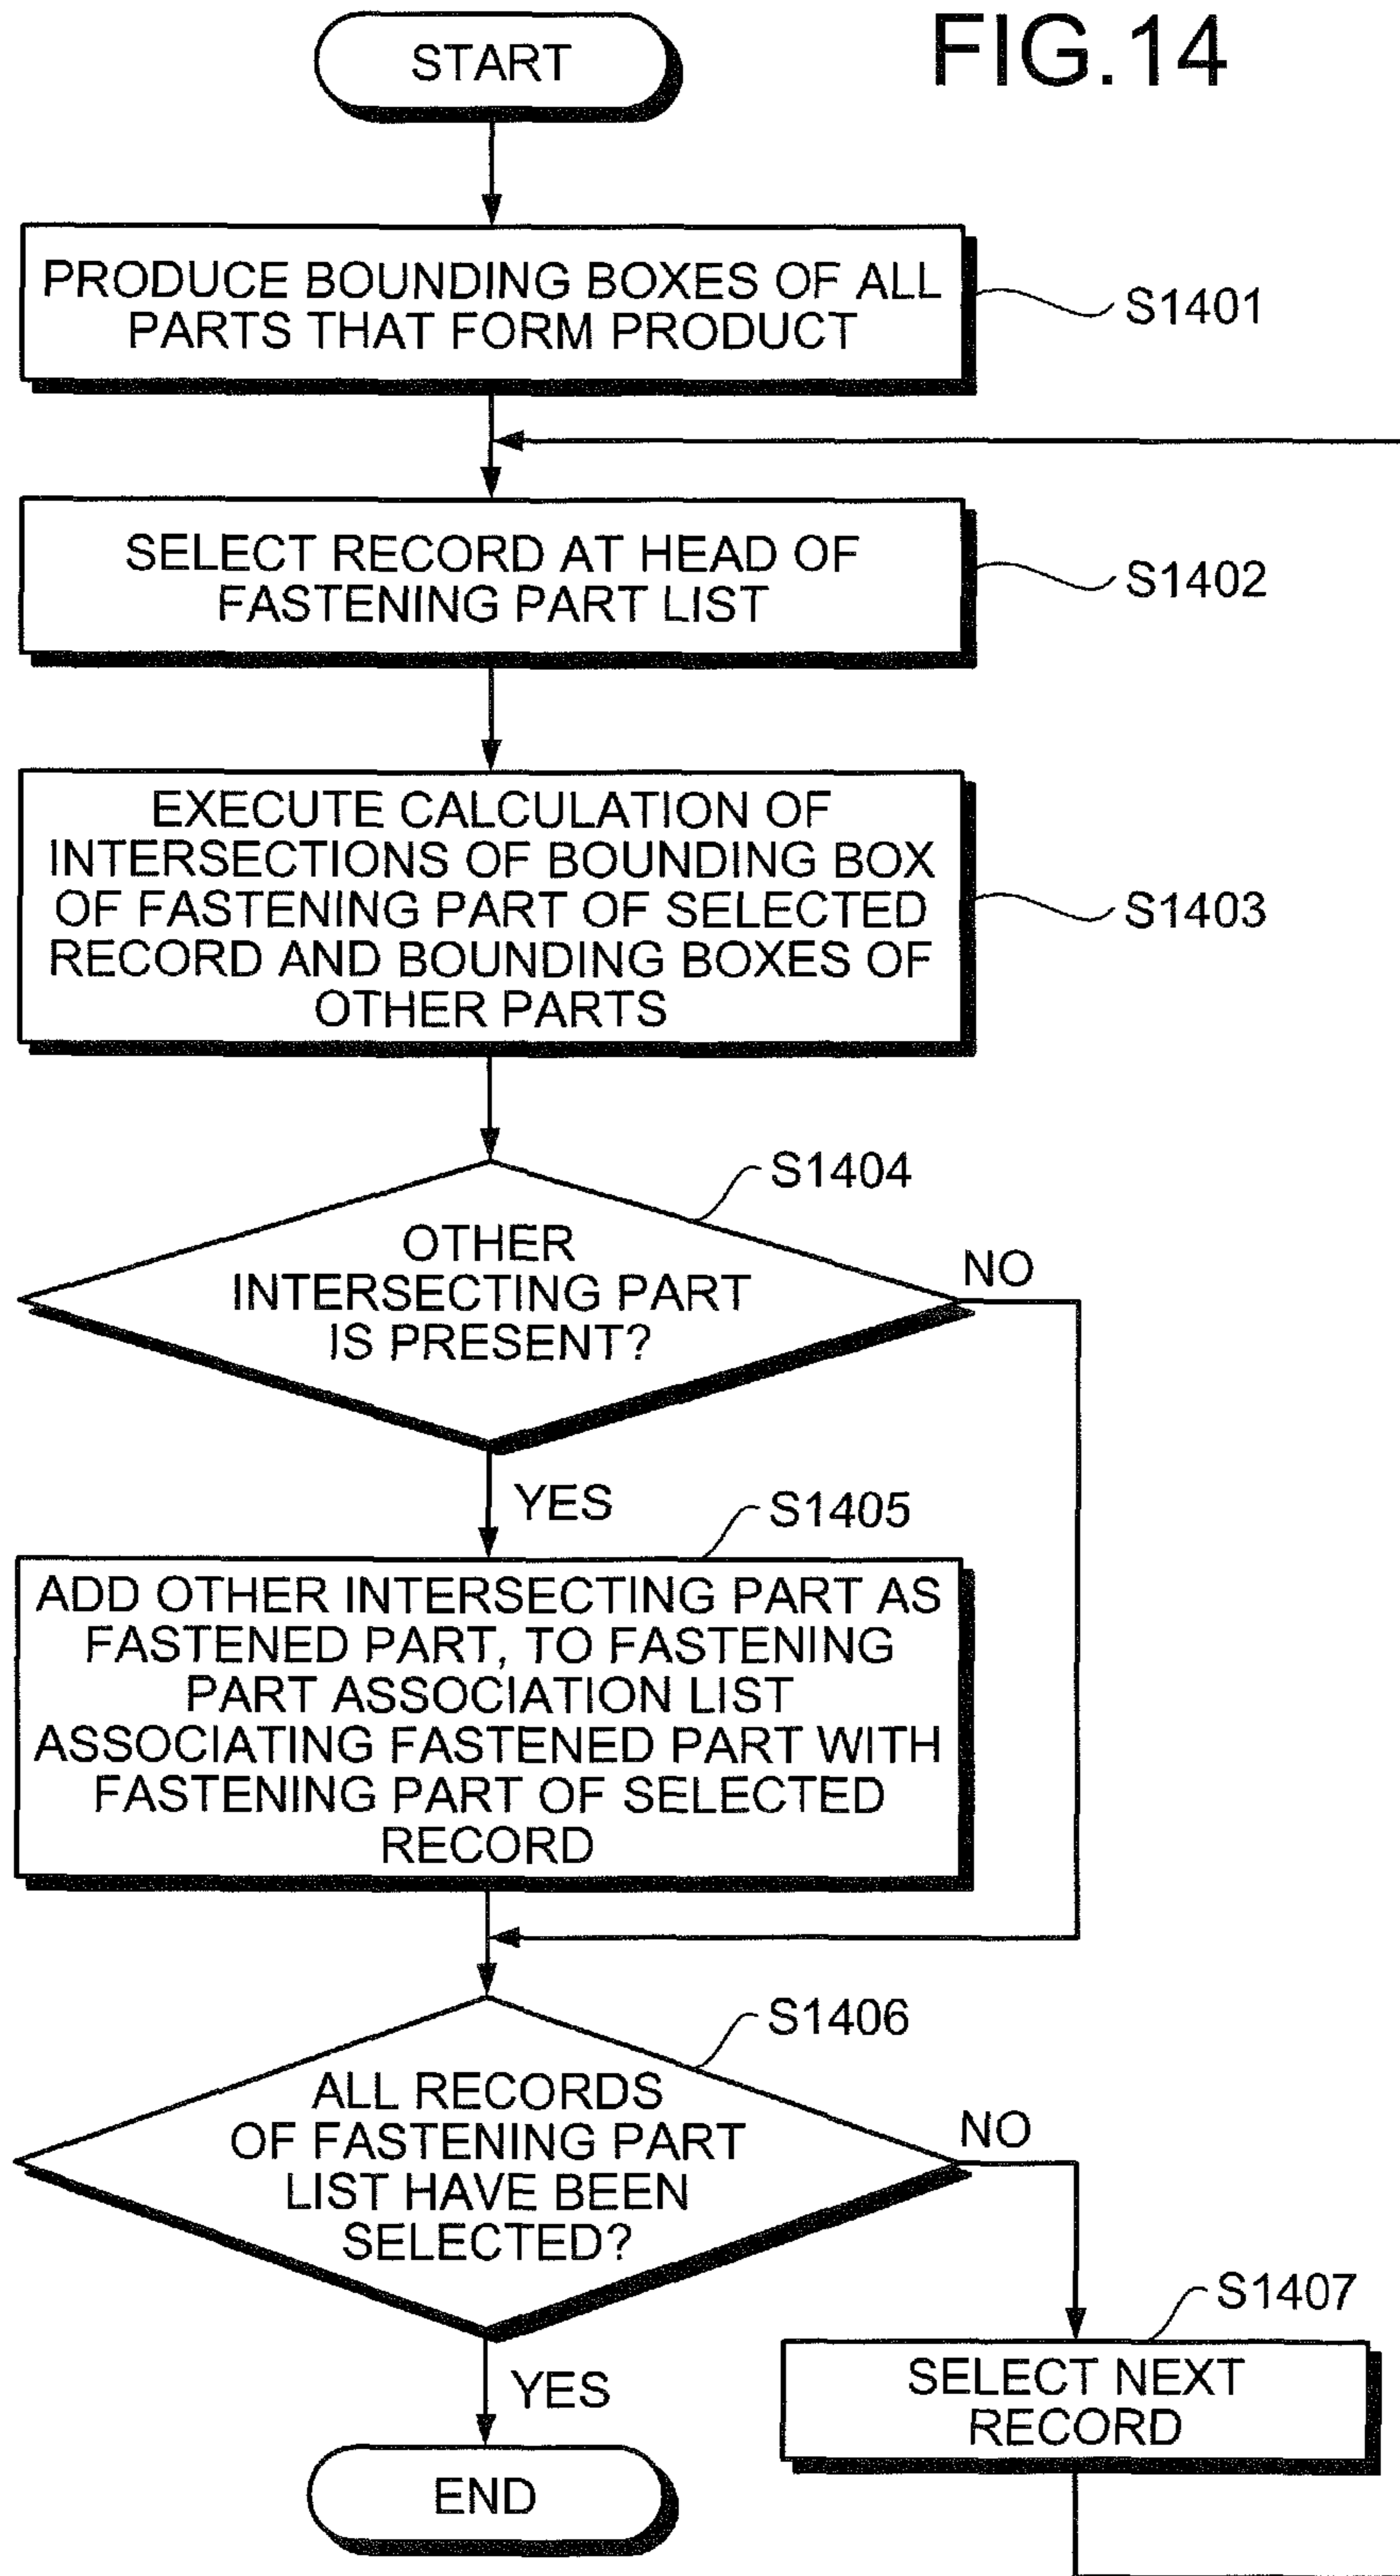 FIG.14
START
PRODUCE BOUNDING BOXES OF ALL
PARTS THAT FORM PRODUCT
S1401
SELECT RECORD AT HEAD OF
FASTENING PART LIST
S1402
EXECUTE CALCULATION OF
INTERSECTIONS OF BOUNDING BOX
OF FASTENING PART OF SELECTED
RECORD AND BOUNDING BOXES OF
OTHER PARTS
S1403
S1404
OTHER
INTERSECTING PART
IS PRESENT?
NO
YES
S1405
ADD OTHER INTERSECTING PART AS
FASTENED PART, TO FASTENING
PART ASSOCIATION LIST
ASSOCIATING FASTENED PART WITH
FASTENING PART OF SELECTED
RECORD
S1406
ALL RECORDS
OF FASTENING PART
LIST HAVE BEEN
SELECTED?
NO
S1407
SELECT NEXT
RECORD
YES
END